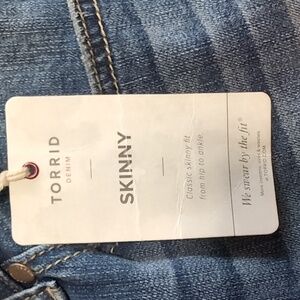 TORRID
DENIM
SKINNY
Classic skinny fit
from hip to ankle.
We swear by the fit®